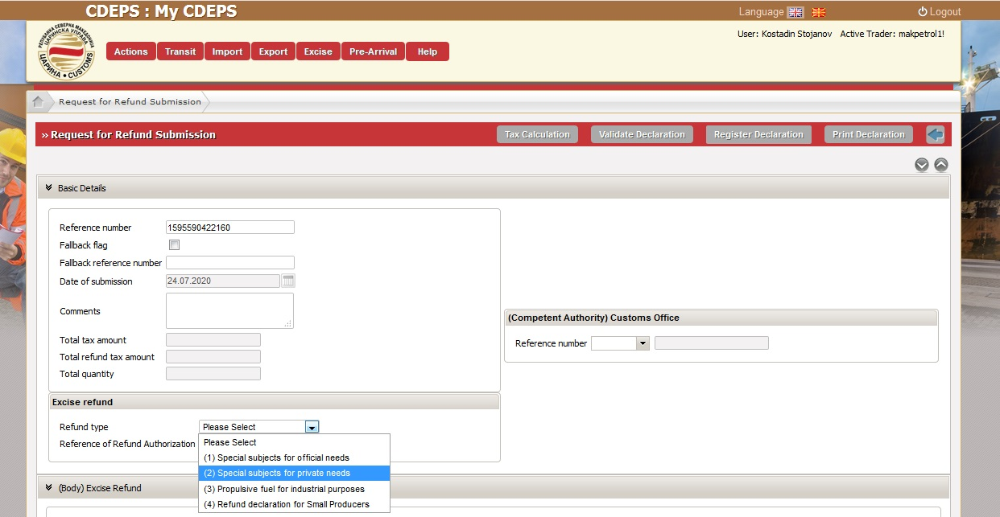 CDEPS : My CDEPS
Language
Logout
РЕПУБЛИКА СЕВЕРНА МАКЕДОНИЈА
ЦАРИНСКА УПРАВА
ЦАРИНА • CUSTOMS
User: Kostadin Stojanov Active Trader: makpetrol1!
Actions Transit Import Export Excise Pre-Arrival Help
Request for Refund Submission
» Request for Refund Submission
Tax Calculation Validate Declaration Register Declaration Print Declaration
Basic Details
Reference number 1595590422160
Fallback flag
Fallback reference number
Date of submission 24.07.2020
Comments
Total tax amount
Total refund tax amount
Total quantity
(Competent Authority) Customs Office
Reference number
Excise refund
Refund type Please Select
Reference of Refund Authorization
Please Select
(1) Special subjects for official needs
(2) Special subjects for private needs
(3) Propulsive fuel for industrial purposes
(4) Refund declaration for Small Producers
(Body) Excise Refund